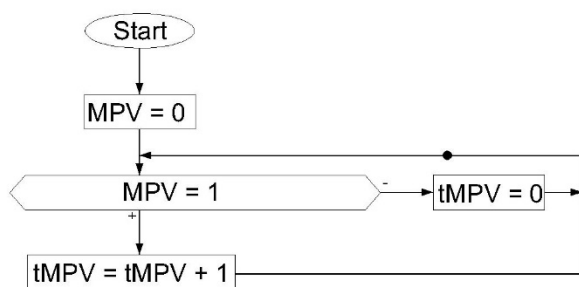 Start
MPV = 0
MPV = 1
-
tMPV = 0
+
tMPV = tMPV + 1